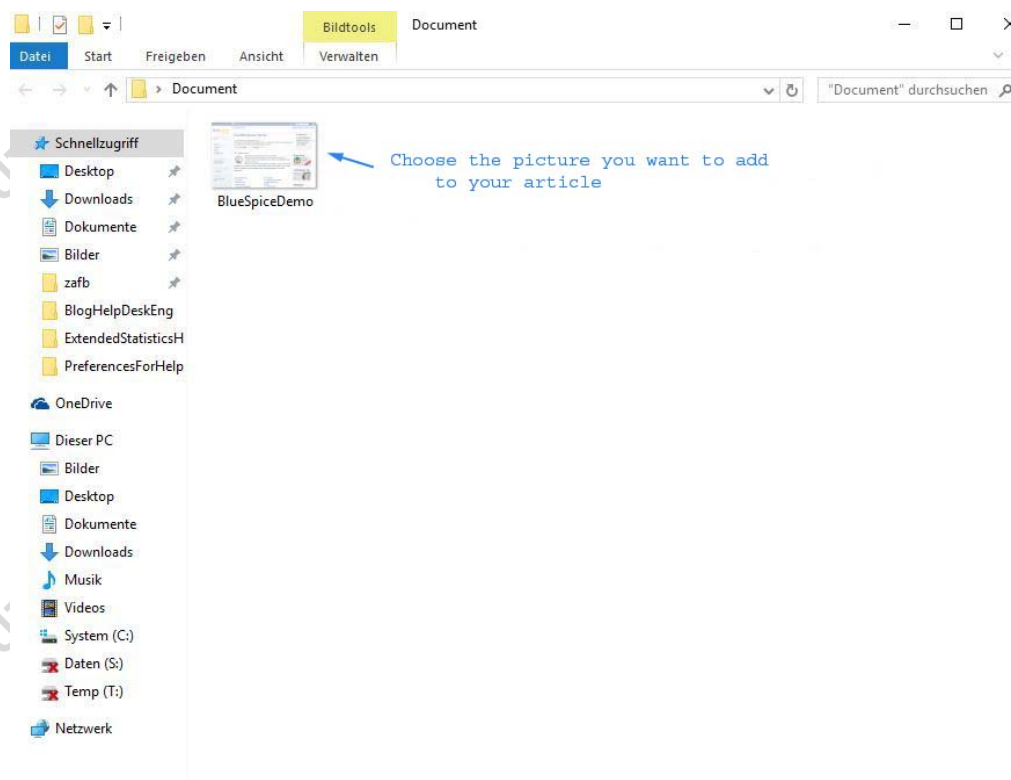 Bildtools
Document
Datei
Start
Freigeben
Ansicht
Verwalten
Document
"Document" durchsuchen
Schnellzugriff
Desktop
Downloads
Dokumente
Bilder
zafb
BlogHelpDeskEng
ExtendedStatisticsH
PreferencesForHelp
OneDrive
Dieser PC
Bilder
Desktop
Dokumente
Downloads
Musik
Videos
System (C:)
Daten (S:)
Temp (T:)
Netzwerk
BlueSpiceDemo
Choose the picture you want to add
to your article